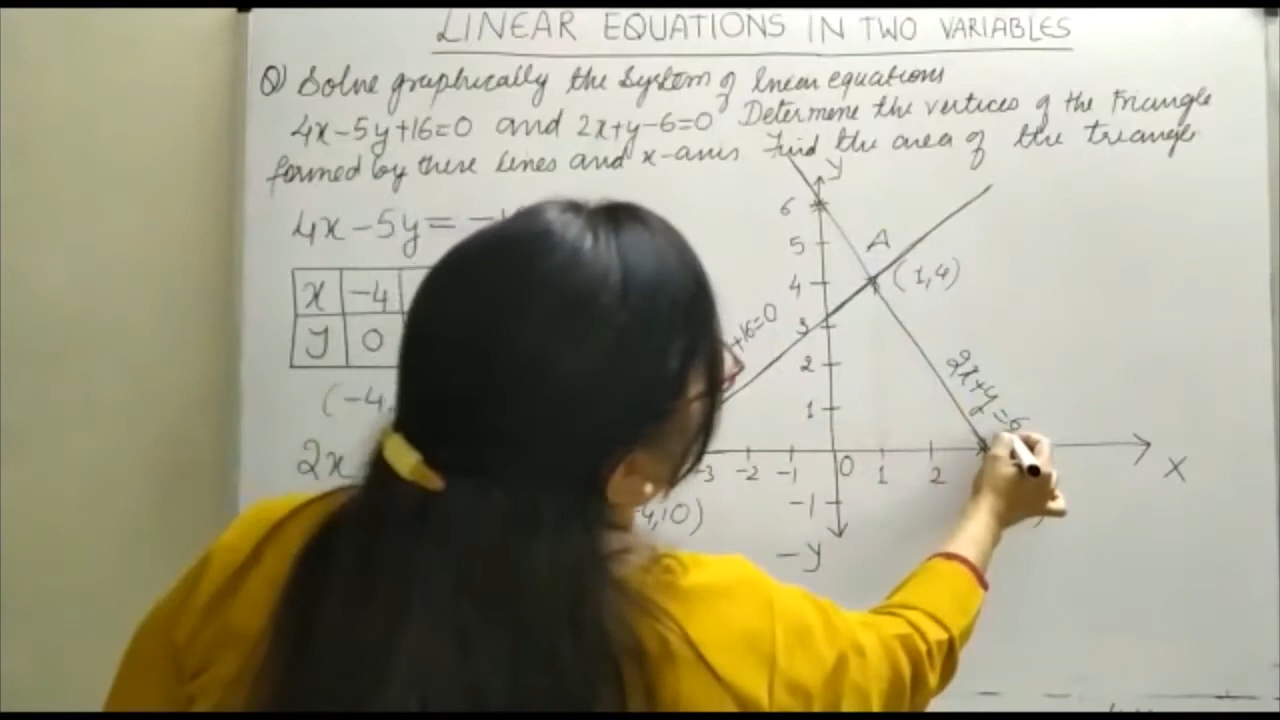 LINEAR EQUATIONS IN TWO VARIABLES
Q) Solve graphically the system of linear equations
4x-5y+16=0 and 2x+y-6=0 Determine the vertices of the triangle
formed by these lines and x-axis Find the area of the triangle
4x-5y=-
x -4
y 0
(-4,
2x
y
6
5
4
3
2
1
A
(1,4)
+16=0
2x+y=6
-3 -2 -1 0 1 2
X
-1
-y
4,0)